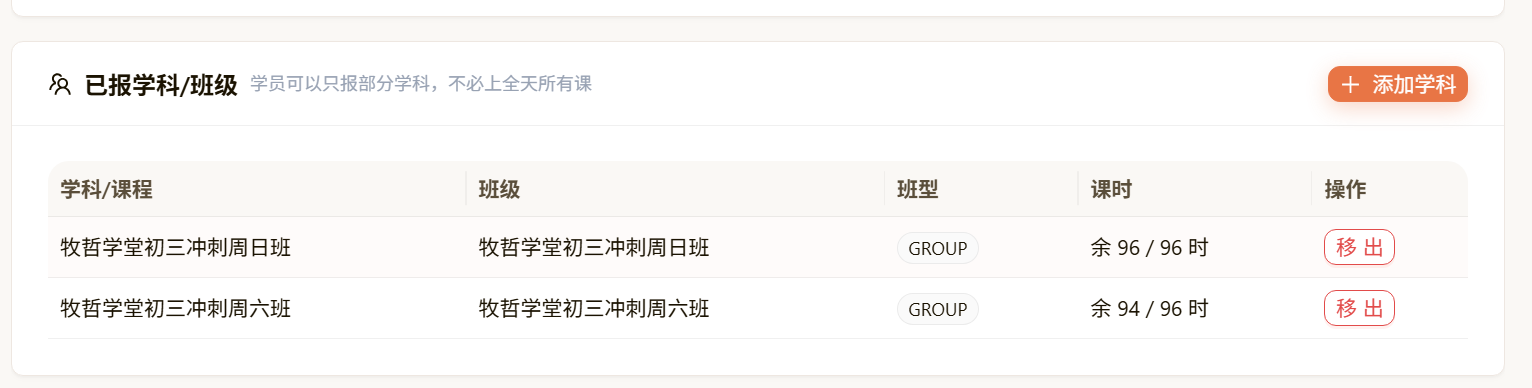 已报学科/班级 学员可以只报部分学科，不必上全天所有课 + 添加学科
学科/课程 班级 班型 课时 操作
牧哲学堂初三冲刺周日班 牧哲学堂初三冲刺周日班 GROUP 余 96 / 96 时 移 出
牧哲学堂初三冲刺周六班 牧哲学堂初三冲刺周六班 GROUP 余 94 / 96 时 移 出